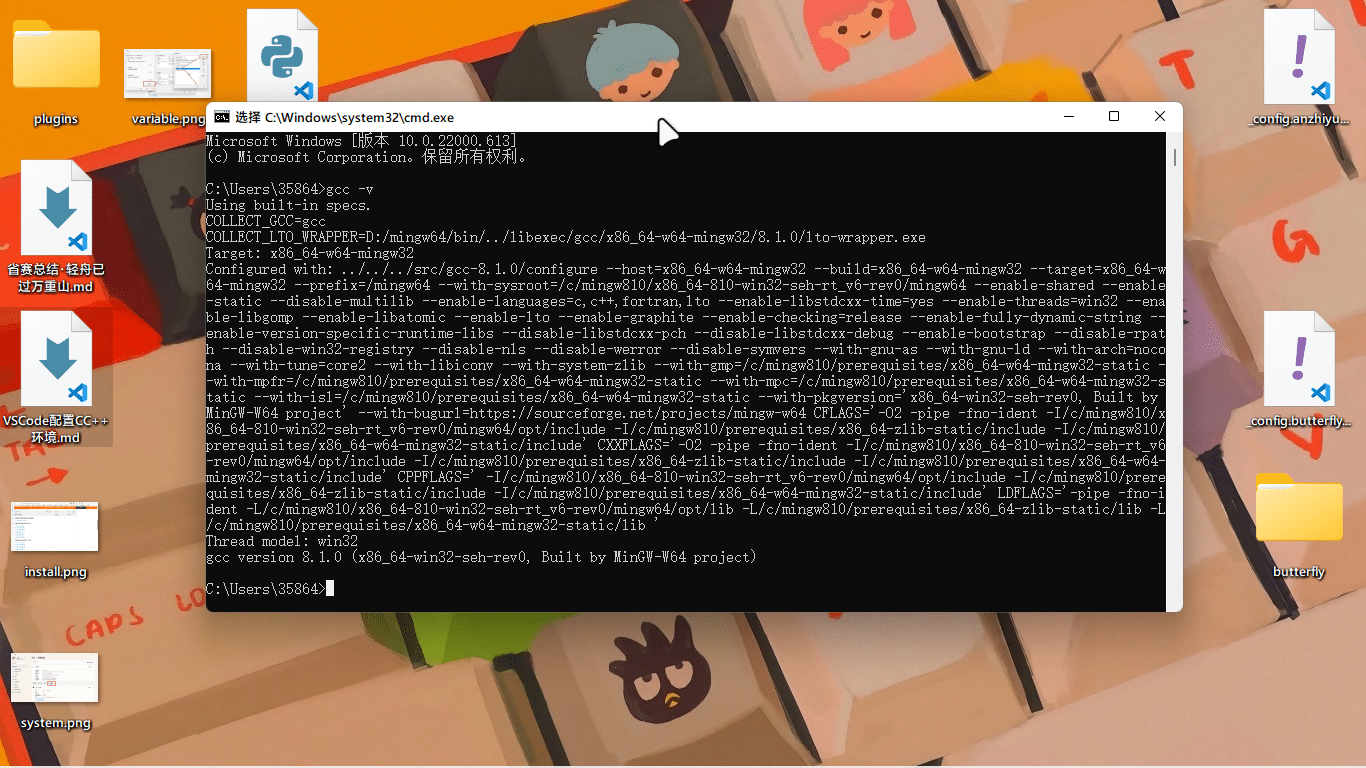 plugins
variable.png
_config.anzhiyu...
省赛总结·轻舟已
过万重山.md
VSCode配置CC++
环境.md
_config.butterfly...
install.png
butterfly
system.png
T
G
CAPS
选择 C:\Windows\system32\cmd.exe
Microsoft Windows [版本 10.0.22000.613]
(c) Microsoft Corporation。保留所有权利。
C:\Users\35864>gcc -v
Using built-in specs.
COLLECT_GCC=gcc
COLLECT_LTO_WRAPPER=D:/mingw64/bin/../libexec/gcc/x86_64-w64-mingw32/8.1.0/lto-wrapper.exe
Target: x86_64-w64-mingw32
Configured with: ../../../src/gcc-8.1.0/configure --host=x86_64-w64-mingw32 --build=x86_64-w64-mingw32 --target=x86_64-w
64-mingw32 --prefix=/mingw64 --with-sysroot=/c/mingw810/x86_64-810-win32-seh-rt_v6-rev0/mingw64 --enable-shared --enable
-static --disable-multilib --enable-languages=c,c++,fortran,lto --enable-libstdcxx-time=yes --enable-threads=win32 --ena
ble-libgomp --enable-libatomic --enable-lto --enable-graphite --enable-checking=release --enable-fully-dynamic-string --
enable-version-specific-runtime-libs --disable-libstdcxx-pch --disable-libstdcxx-debug --enable-bootstrap --disable-rpat
h --disable-win32-registry --disable-nls --disable-werror --disable-symvers --with-gnu-as --with-gnu-ld --with-arch=noco
na --with-tune=core2 --with-libiconv --with-system-zlib --with-gmp=/c/mingw810/prerequisites/x86_64-w64-mingw32-static -
-with-mpfr=/c/mingw810/prerequisites/x86_64-w64-mingw32-static --with-mpc=/c/mingw810/prerequisites/x86_64-w64-mingw32-s
tatic --with-isl=/c/mingw810/prerequisites/x86_64-w64-mingw32-static --with-pkgversion='x86_64-win32-seh-rev0, Built by
MinGW-W64 project' --with-bugurl=https://sourceforge.net/projects/mingw-w64 CFLAGS='-O2 -pipe -fno-ident -I/c/mingw810/x
86_64-810-win32-seh-rt_v6-rev0/mingw64/opt/include -I/c/mingw810/prerequisites/x86_64-zlib-static/include -I/c/mingw810/
prerequisites/x86_64-w64-mingw32-static/include' CXXFLAGS='-O2 -pipe -fno-ident -I/c/mingw810/x86_64-810-win32-seh-rt_v6
-rev0/mingw64/opt/include -I/c/mingw810/prerequisites/x86_64-zlib-static/include -I/c/mingw810/prerequisites/x86_64-w64-
mingw32-static/include' CPPFLAGS=' -I/c/mingw810/x86_64-810-win32-seh-rt_v6-rev0/mingw64/opt/include -I/c/mingw810/prere
quisites/x86_64-zlib-static/include -I/c/mingw810/prerequisites/x86_64-w64-mingw32-static/include' LDFLAGS='-pipe -fno-i
dent -L/c/mingw810/x86_64-810-win32-seh-rt_v6-rev0/mingw64/opt/lib -L/c/mingw810/prerequisites/x86_64-zlib-static/lib -L
/c/mingw810/prerequisites/x86_64-w64-mingw32-static/lib '
Thread model: win32
gcc version 8.1.0 (x86_64-win32-seh-rev0, Built by MinGW-W64 project)
C:\Users\35864>